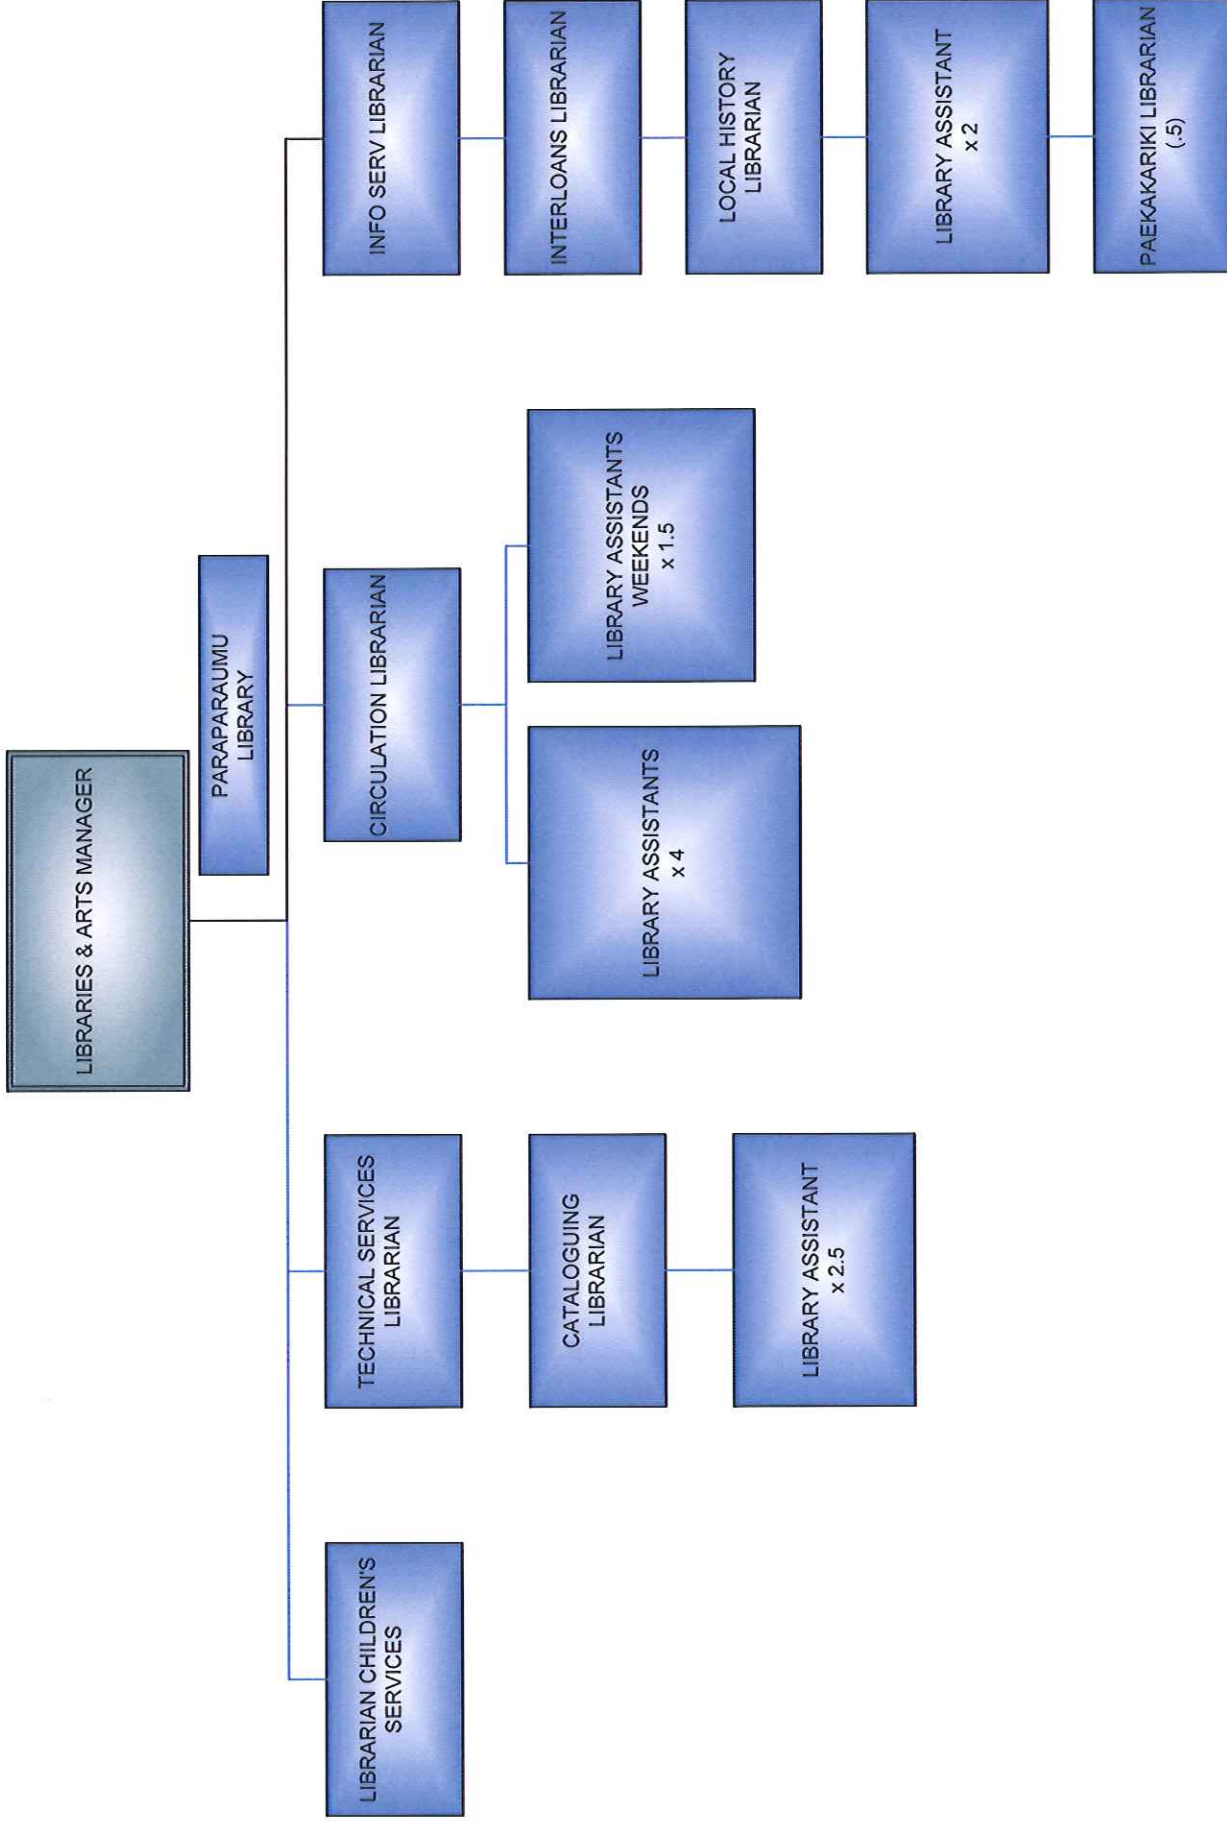 LIBRARIES & ARTS MANAGER
PARAPARAUMU
LIBRARY
LIBRARIAN CHILDREN'S
SERVICES
TECHNICAL SERVICES
LIBRARIAN
CATALOGUING
LIBRARIAN
LIBRARY ASSISTANT
x 2.5
CIRCULATION LIBRARIAN
LIBRARY ASSISTANTS
x 4
LIBRARY ASSISTANTS
WEEKENDS
x 1.5
INFO SERV LIBRARIAN
INTERLOANS LIBRARIAN
LOCAL HISTORY
LIBRARIAN
LIBRARY ASSISTANT
x 2
PAEKAKARIKI LIBRARIAN
(.5)